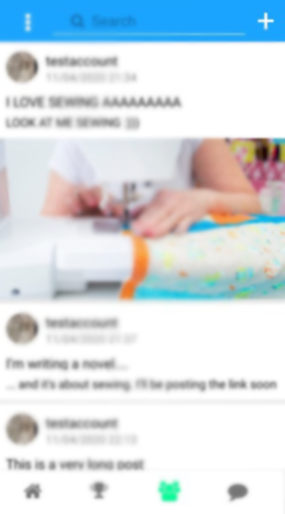 Search
testaccount
11/04/2020 21:34
I LOVE SEWING AAAAAAAAA
LOOK AT ME SEWING :)))
testaccount
11/04/2020 21:37
I'm writing a novel....
... and it's about sewing. I'll be posting the link soon
testaccount
11/04/2020 22:13
This is a very long post